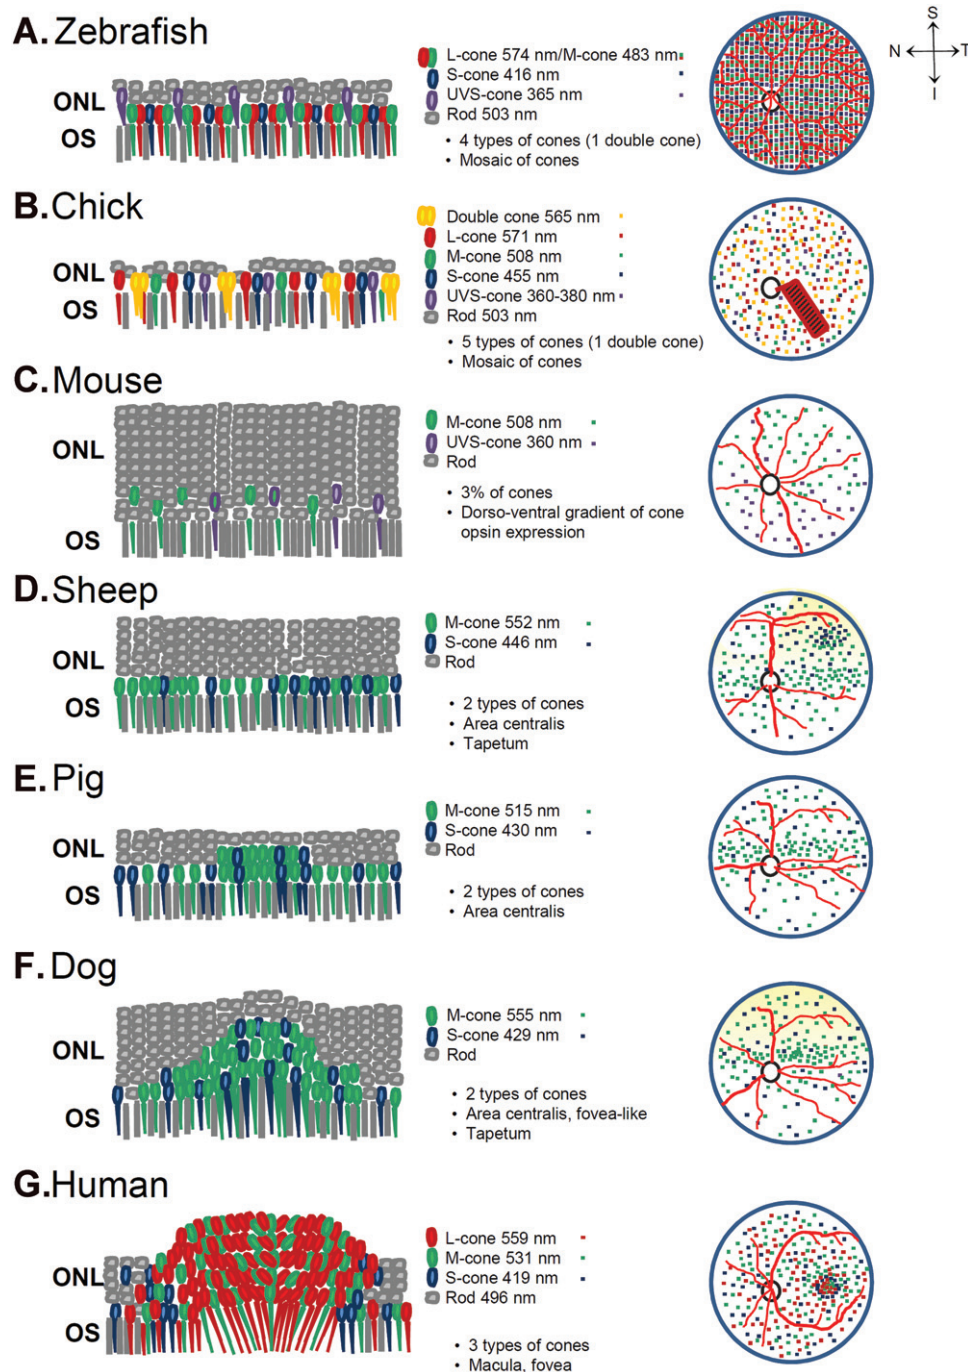 A. Zebrafish
S
N T
I
ONL
OS
L-cone 574 nm/M-cone 483 nm
S-cone 416 nm
UVS-cone 365 nm
Rod 503 nm
• 4 types of cones (1 double cone)
• Mosaic of cones
B. Chick
ONL
OS
Double cone 565 nm
L-cone 571 nm
M-cone 508 nm
S-cone 455 nm
UVS-cone 360-380 nm
Rod 503 nm
• 5 types of cones (1 double cone)
• Mosaic of cones
C. Mouse
ONL
OS
M-cone 508 nm
UVS-cone 360 nm
Rod
• 3% of cones
• Dorso-ventral gradient of cone
opsin expression
D. Sheep
ONL
OS
M-cone 552 nm
S-cone 446 nm
Rod
• 2 types of cones
• Area centralis
• Tapetum
E. Pig
ONL
OS
M-cone 515 nm
S-cone 430 nm
Rod
• 2 types of cones
• Area centralis
F. Dog
ONL
OS
M-cone 555 nm
S-cone 429 nm
Rod
• 2 types of cones
• Area centralis, fovea-like
• Tapetum
G. Human
ONL
OS
L-cone 559 nm
M-cone 531 nm
S-cone 419 nm
Rod 496 nm
• 3 types of cones
• Macula, fovea